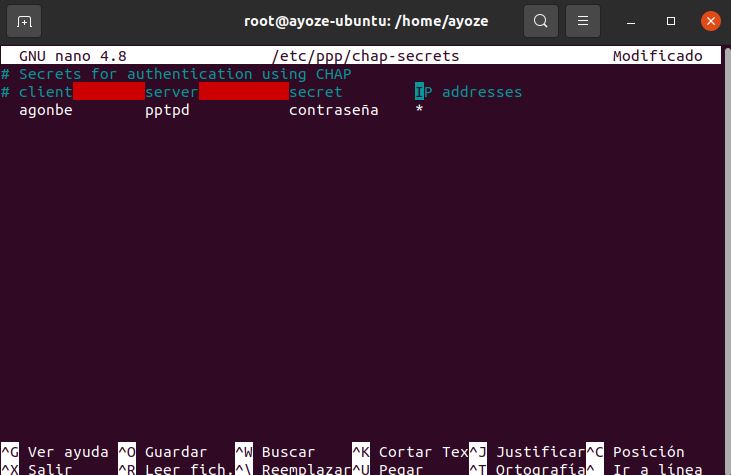 root@ayoze-ubuntu: /home/ayoze
GNU nano 4.8 /etc/ppp/chap-secrets Modificado
# Secrets for authentication using CHAP
# client server secret IP addresses
agonbe pptpd contraseña *
^G Ver ayuda ^O Guardar ^W Buscar ^K Cortar Tex^J Justificar^C Posición
^X Salir ^R Leer fich.^\ Reemplazar^U Pegar ^T Ortografía^_ Ir a línea